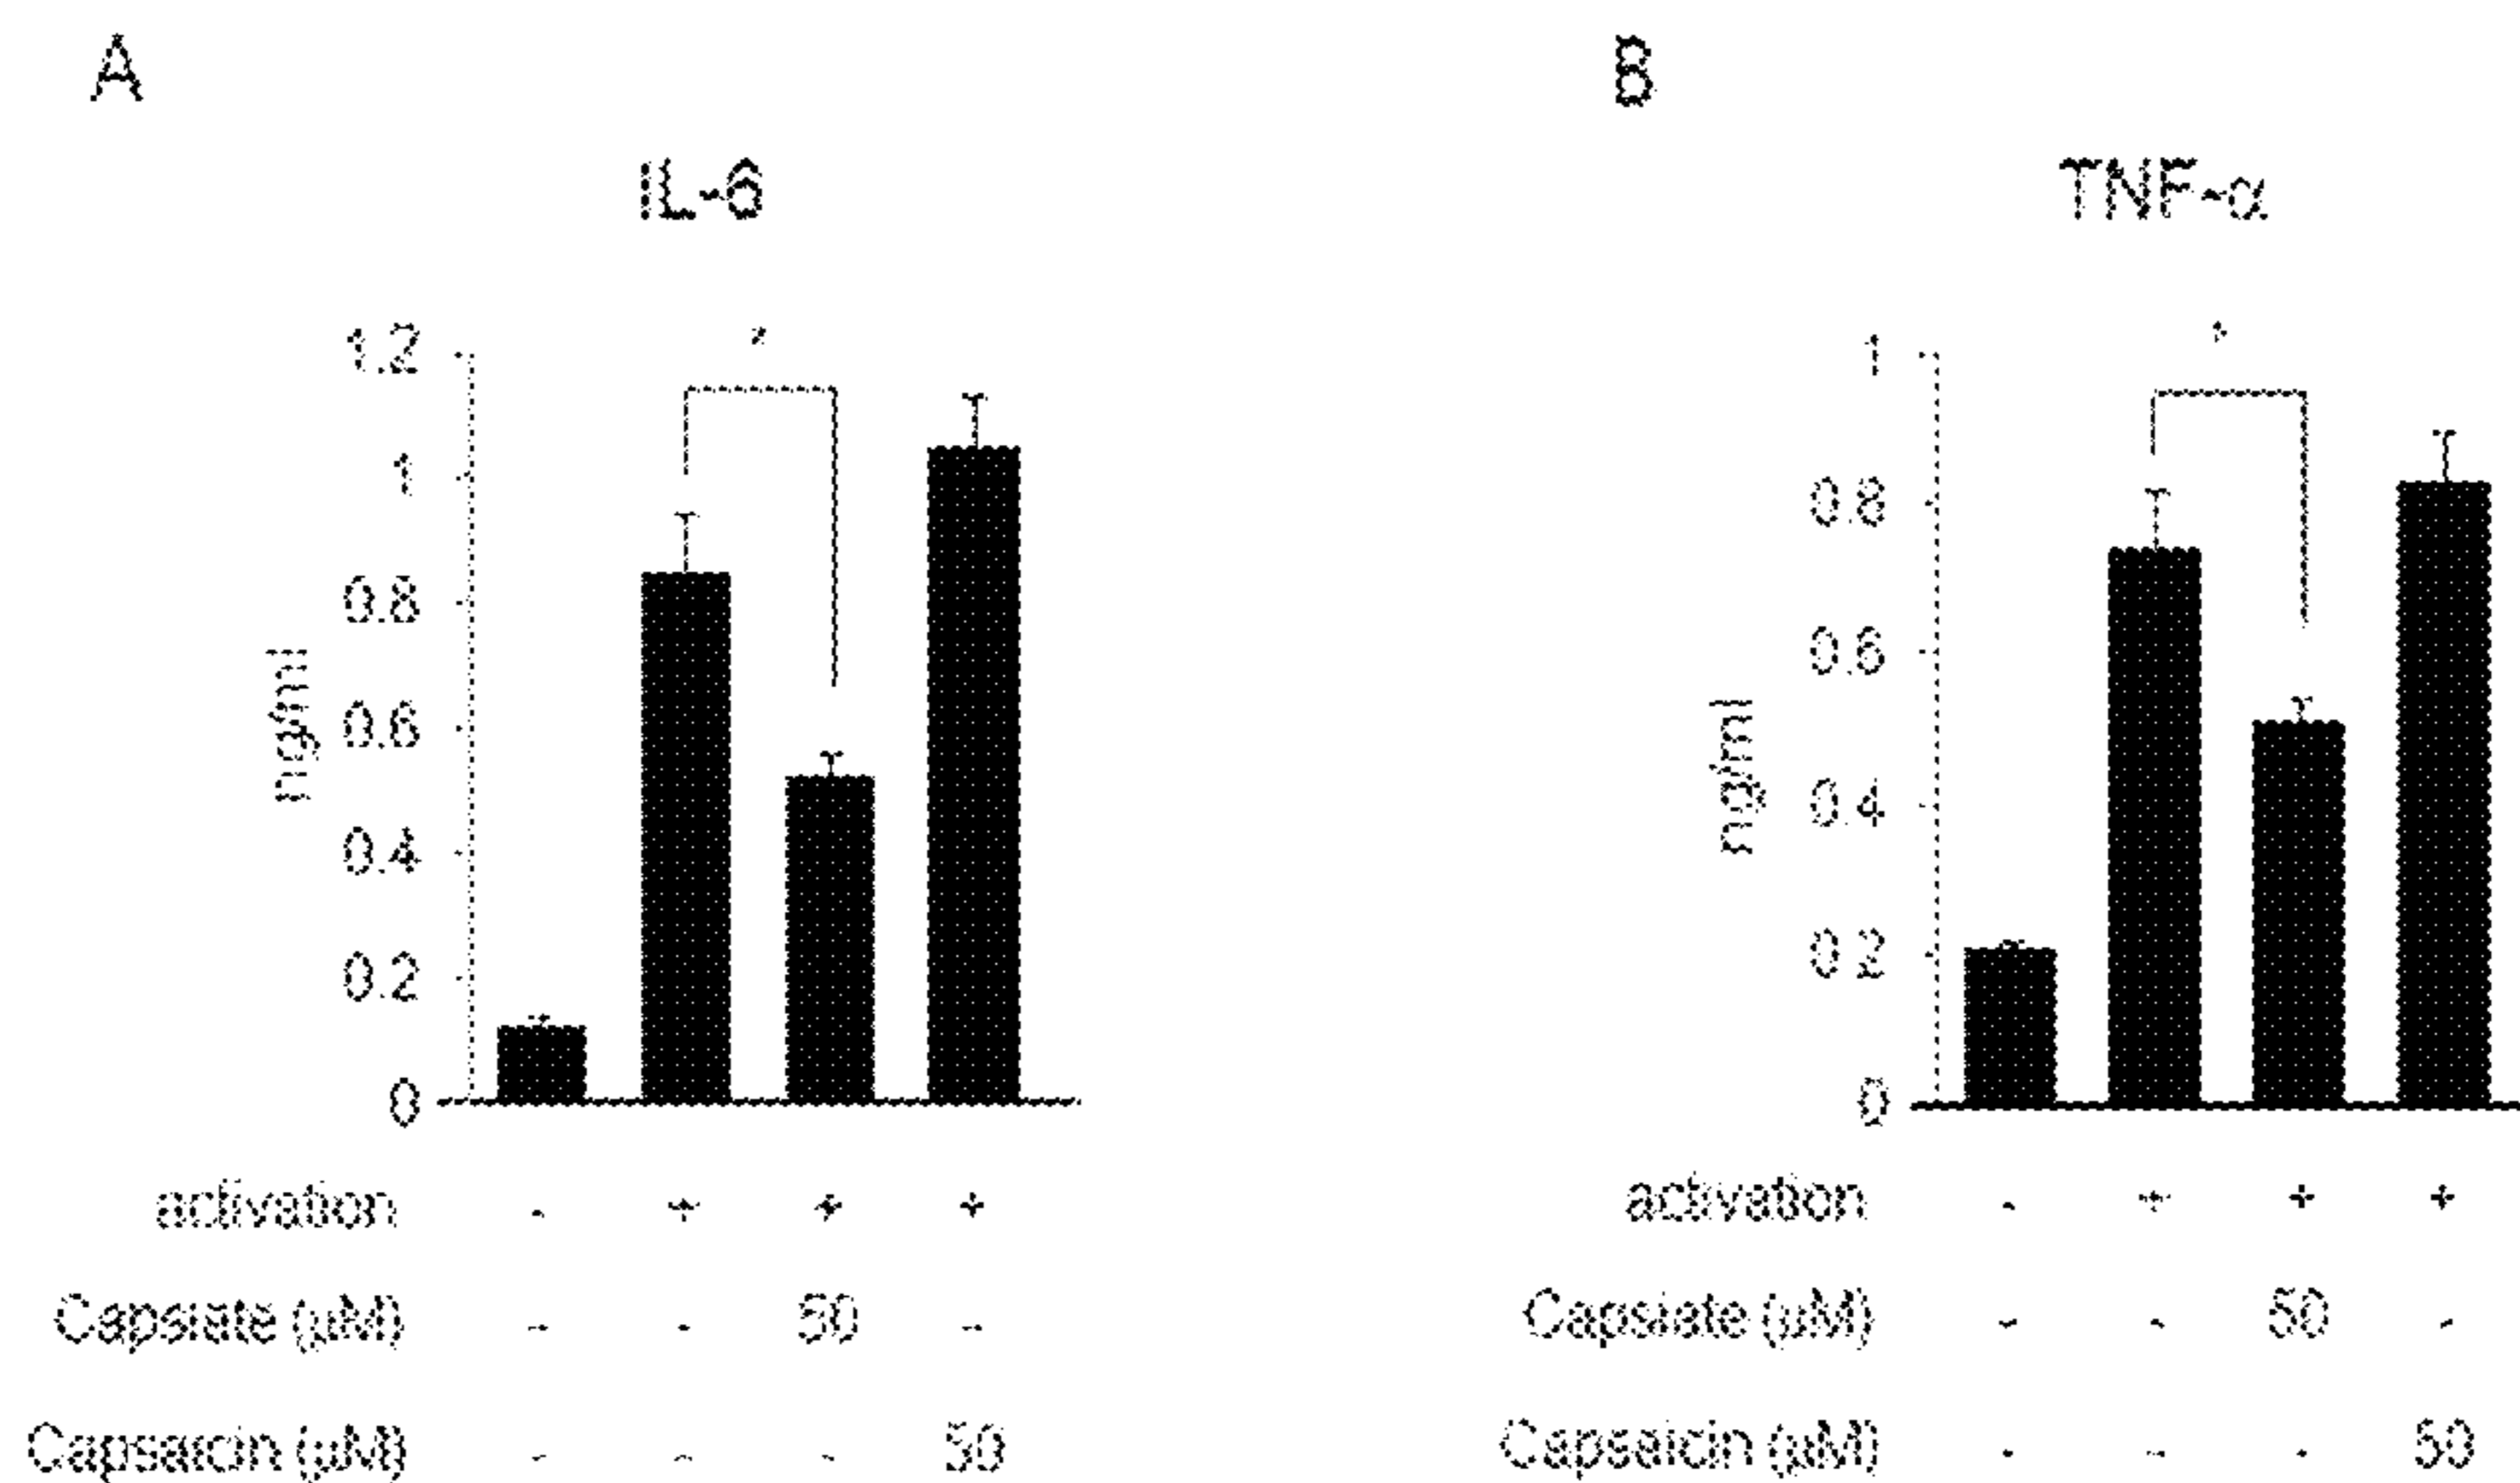 A
IL-6
1.2
1
0.8
0.6
0.4
0.2
0
ng/ml
*
activation - + + +
Capsiate (μM) - - 50 -
Capsaicin (μM) - - - 50
B
TNF-α
1
0.8
0.6
0.4
0.2
0
ng/ml
*
activation - + + +
Capsiate (μM) - - 50 -
Capsaicin (μM) - - - 50